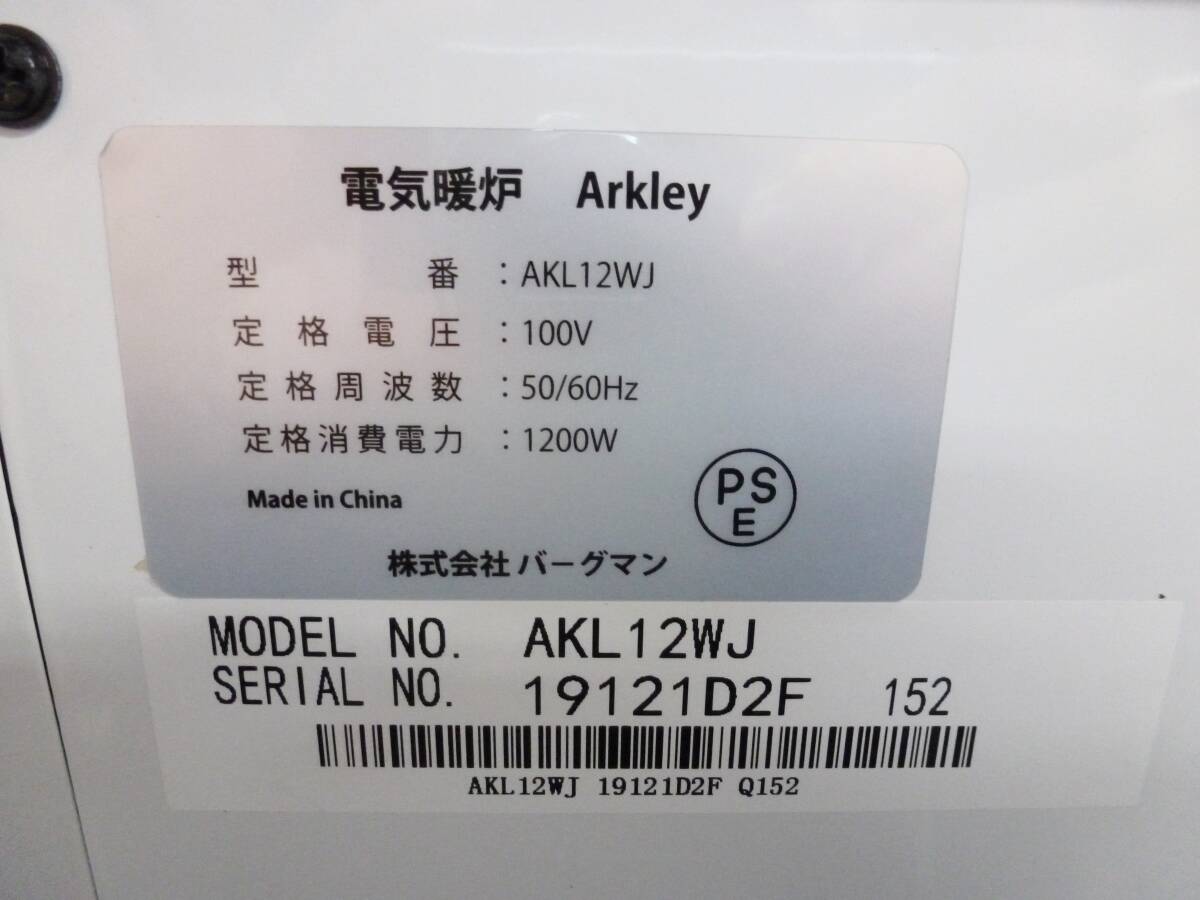 電気暖炉 Arkley
型番：AKL12WJ
定格電圧：100V
定格周波数：50/60Hz
定格消費電力：1200W
Made in China
PS
E
株式会社バーグマン
MODEL NO. AKL12WJ
SERIAL NO. 19121D2F 152
AKL12WJ 19121D2F Q152